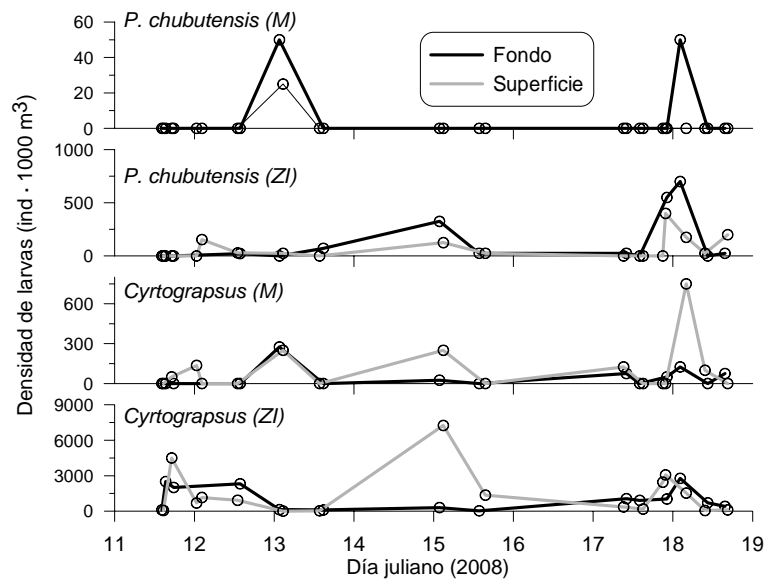 P. chubutensis (M)
60
40
20
0
Fondo
Superficie
P. chubutensis (ZI)
1000
500
0
Cyrtograpsus (M)
600
300
0
Cyrtograpsus (ZI)
9000
6000
3000
0
Densidad de larvas (ind · 1000 m³)
11 12 13 14 15 16 17 18 19
Día juliano (2008)